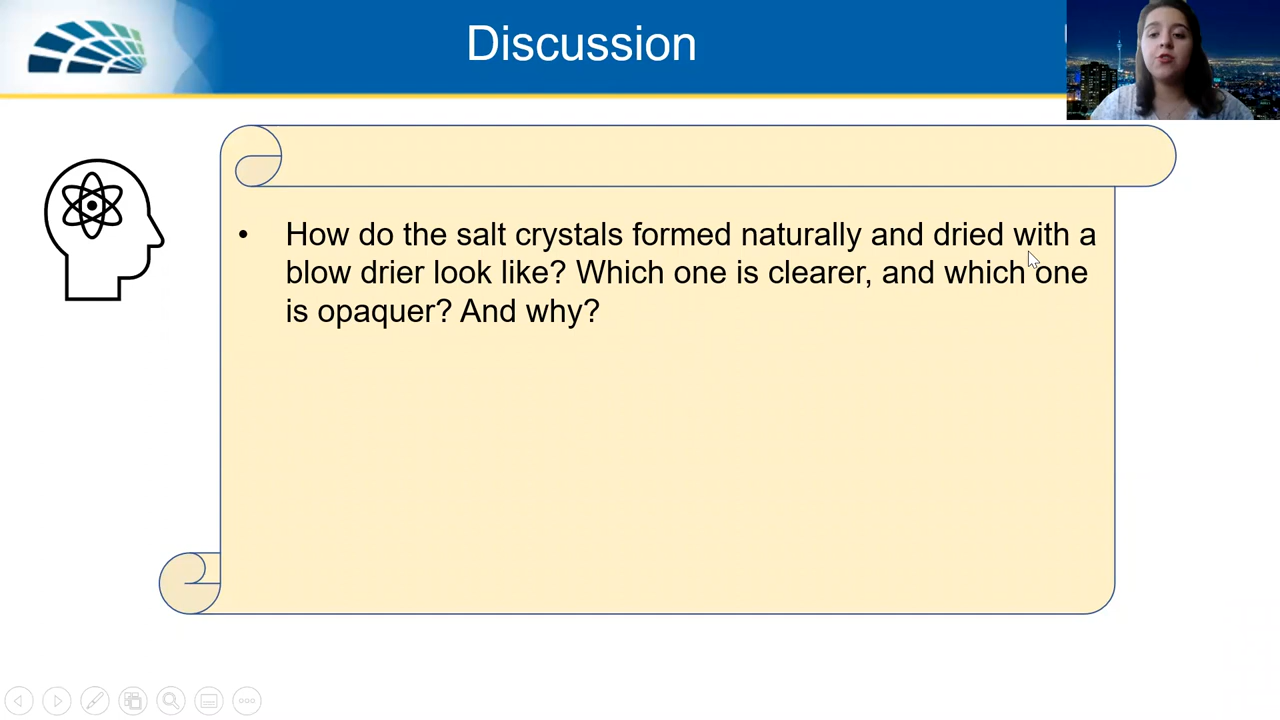 Discussion
• How do the salt crystals formed naturally and dried with a
blow drier look like? Which one is clearer, and which one
is opaquer? And why?